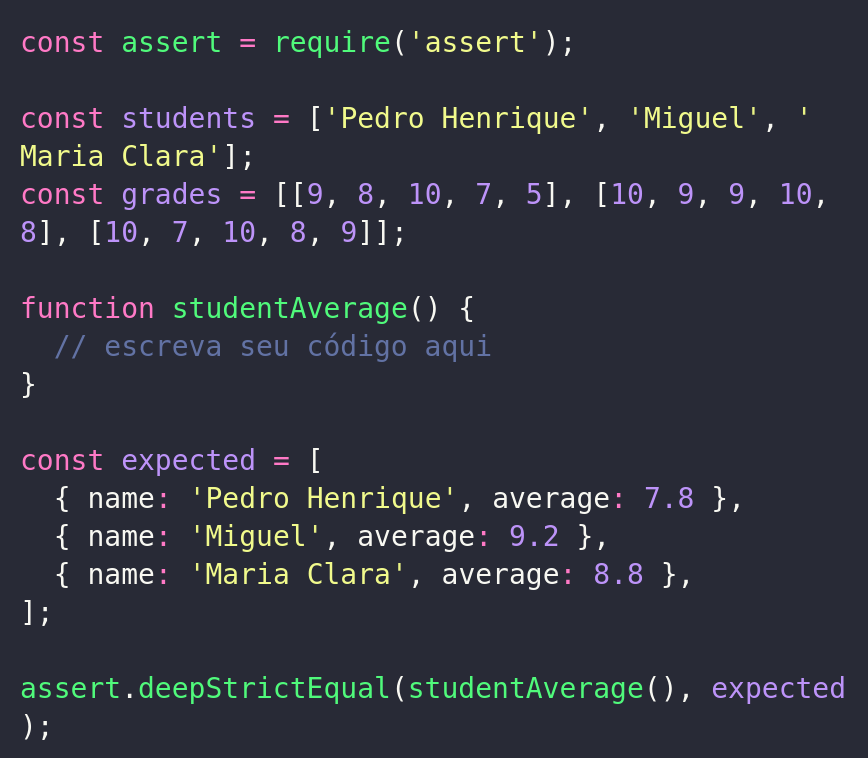 const assert = require('assert');

const students = ['Pedro Henrique', 'Miguel', '
Maria Clara'];
const grades = [[9, 8, 10, 7, 5], [10, 9, 9, 10,
8], [10, 7, 10, 8, 9]];

function studentAverage() {
  // escreva seu código aqui
}

const expected = [
  { name: 'Pedro Henrique', average: 7.8 },
  { name: 'Miguel', average: 9.2 },
  { name: 'Maria Clara', average: 8.8 },
];

assert.deepStrictEqual(studentAverage(), expected
);